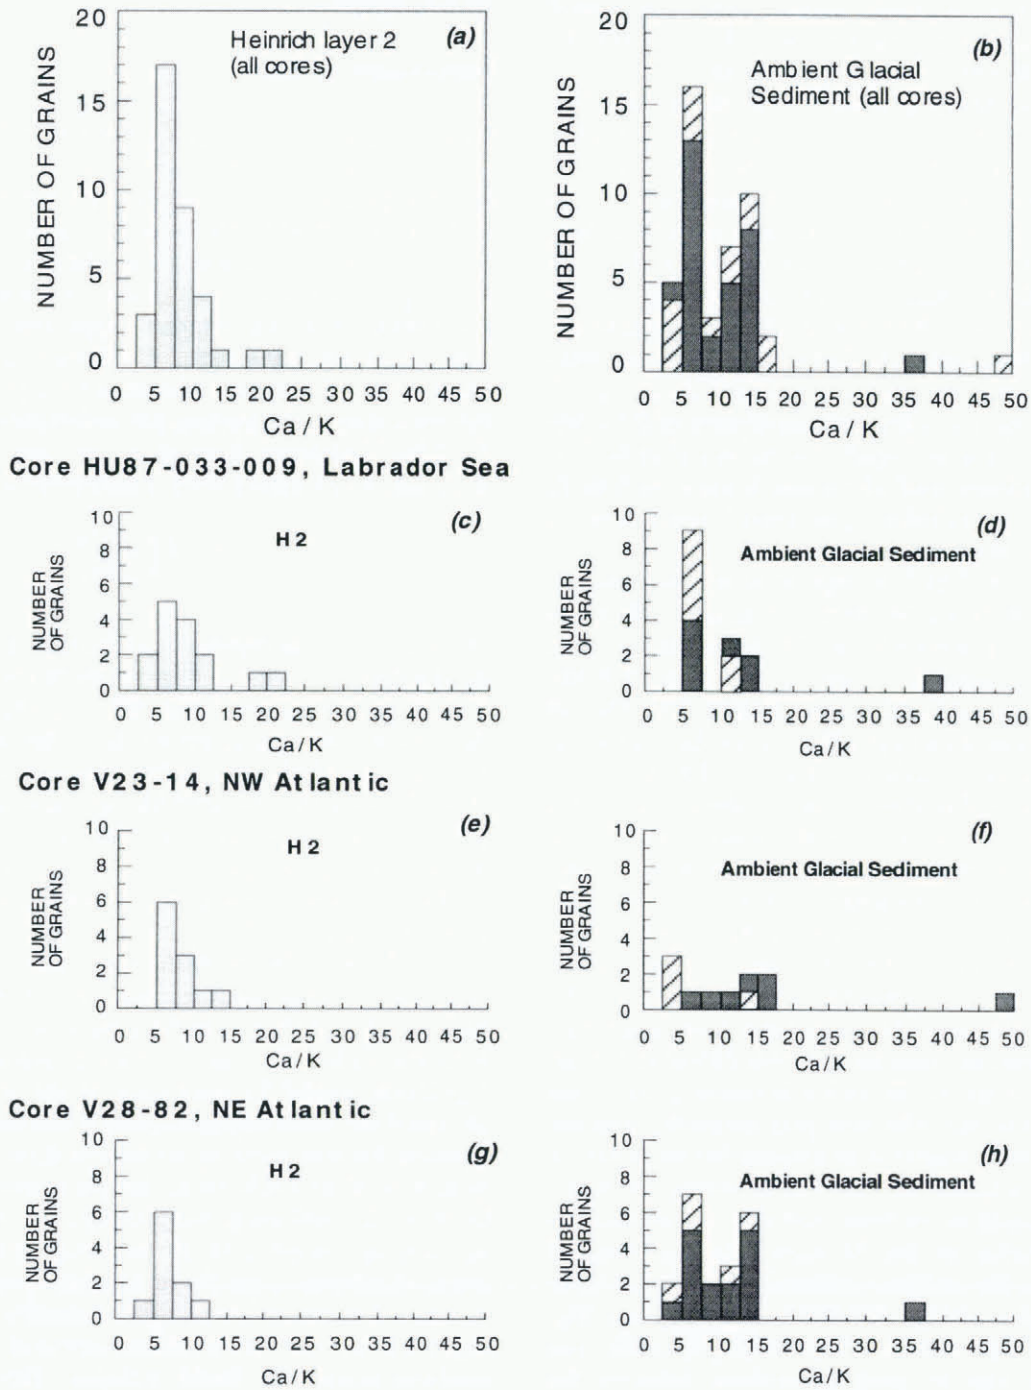 Heinrich layer 2
(all cores)
(a)
NUMBER OF GRAINS
20
15
10
5
0
0 5 10 15 20 25 30 35 40 45 50
Ca / K
(b)
Ambient Glacial
Sediment (all cores)
NUMBER OF GRAINS
20
15
10
5
0
0 5 10 15 20 25 30 35 40 45 50
Ca / K
Core HU87-033-009, Labrador Sea
(c)
H 2
NUMBER
OF GRAINS
10
8
6
4
2
0
0 5 10 15 20 25 30 35 40 45 50
Ca / K
(d)
Ambient Glacial Sediment
NUMBER
OF GRAINS
10
8
6
4
2
0
0 5 10 15 20 25 30 35 40 45 50
Ca / K
Core V23-14, NW Atlantic
(e)
H 2
NUMBER
OF GRAINS
10
8
6
4
2
0
0 5 10 15 20 25 30 35 40 45 50
Ca / K
(f)
Ambient Glacial Sediment
NUMBER
OF GRAINS
10
8
6
4
2
0
0 5 10 15 20 25 30 35 40 45 50
Ca / K
Core V28-82, NE Atlantic
(g)
H 2
NUMBER
OF GRAINS
10
8
6
4
2
0
0 5 10 15 20 25 30 35 40 45 50
Ca / K
(h)
Ambient Glacial Sediment
NUMBER
OF GRAINS
10
8
6
4
2
0
0 5 10 15 20 25 30 35 40 45 50
Ca / K